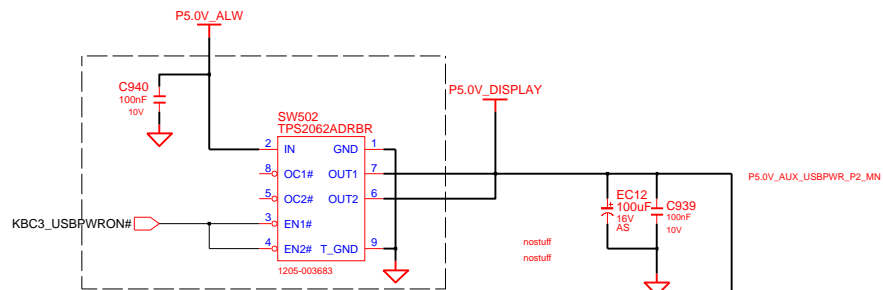 P5.0V_ALW
C940
100nF
10V
P5.0V_DISPLAY
SW502
TPS2062ADRBR
2 IN GND 1
8 OC1# OUT1 7
5 OC2# OUT2 6
3 EN1#
4 EN2# T_GND 9
1205-003683
KBC3_USBPWRON#
P5.0V_AUX_USBPWR_P2_MN
EC12
100uF
16V
AS
C939
100nF
10V
nostuff
nostuff